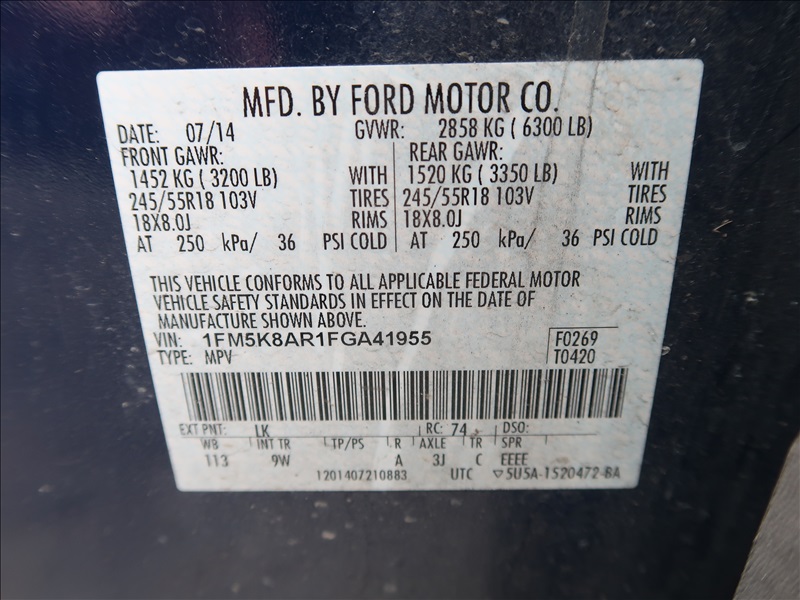 MFD. BY FORD MOTOR CO.
DATE: 07/14 GVWR: 2858 KG ( 6300 LB)
FRONT GAWR: REAR GAWR:
1452 KG ( 3200 LB) WITH 1520 KG ( 3350 LB) WITH
245/55R18 103V TIRES 245/55R18 103V TIRES
18X8.0J RIMS 18X8.0J RIMS
AT 250 kPa/ 36 PSI COLD AT 250 kPa/ 36 PSI COLD
THIS VEHICLE CONFORMS TO ALL APPLICABLE FEDERAL MOTOR
VEHICLE SAFETY STANDARDS IN EFFECT ON THE DATE OF
MANUFACTURE SHOWN ABOVE.
VIN: 1FM5K8AR1FGA41955 F0269
TYPE: MPV T0420
EXT PNT: LK RC: 74 DSO:
WB INT TR TP/PS R AXLE TR SPR
113 9W A 3J C EEEE
1201407210883 UTC ▽5U5A-1520472-BA